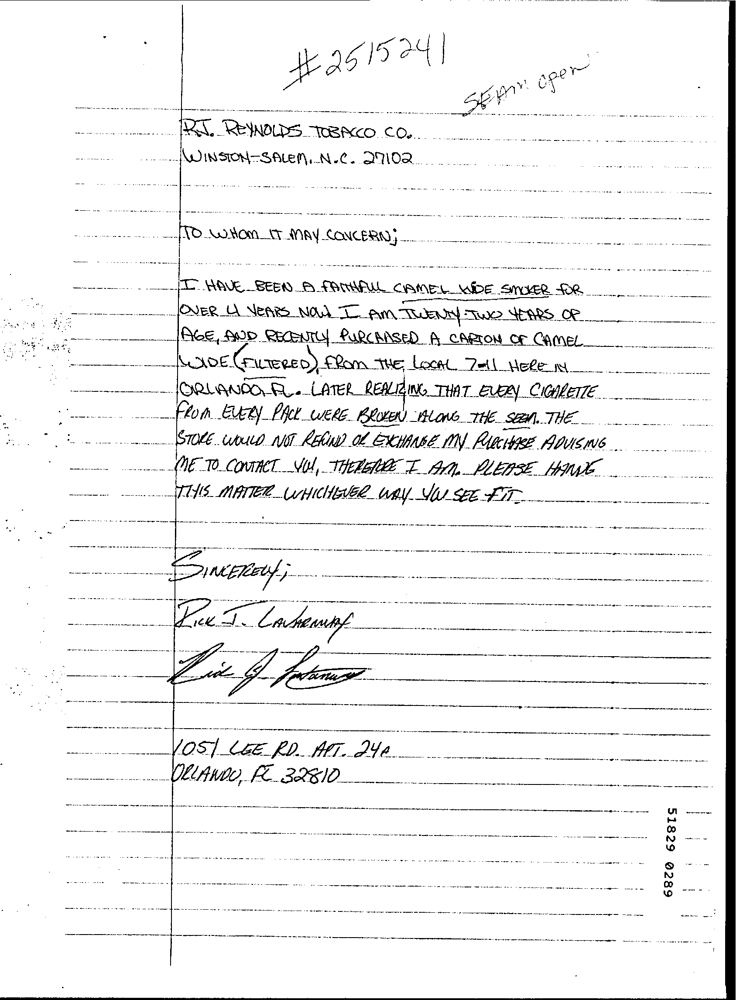 #2515241
SEAM open
R.J. REYNOLDS TOBACCO CO.
WINSTON-SALEM, N.C. 27102
TO WHOM IT MAY CONCERN;
I HAVE BEEN A FAITHFULL CAMEL WIDE SMOKER FOR
OVER 4 YEARS NOW I AM TWENTY-TWO YEARS OF
AGE, AND RECENTLY PURCHASED A CARTON OF CAMEL
WIDE (FILTERED), FROM THE LOCAL 7-11 HERE IN
ORLANDO, FL. LATER REALIZING THAT EVERY CIGARETTE
FROM EVERY PACK WERE BROKEN ALONG THE SEEM. THE
STORE WOULD NOT REFUND OR EXCHANGE MY PURCHASE ADVISING
ME TO CONTACT YOU, THEREFORE I AM. PLEASE HANDLE
THIS MATTER WHICHEVER WAY YOU SEE FIT.
SINCERELY;
RICK J.
1051 LEE RD. APT. 24A
ORLANDO, FL 32810
51829 0289